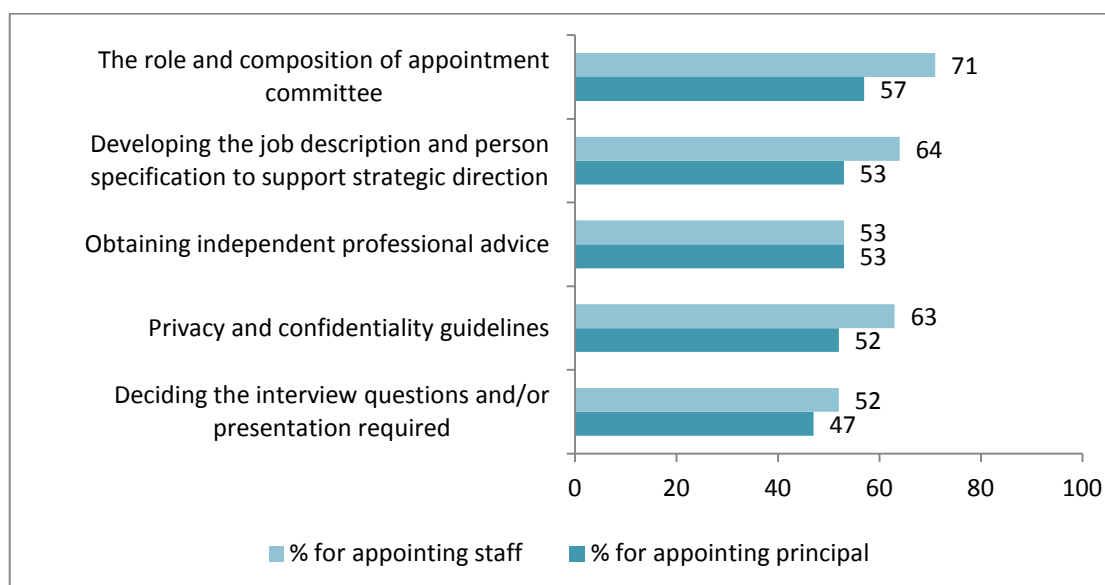 The role and composition of appointment
committee
71
57
Developing the job description and person
specification to support strategic direction
64
53
Obtaining independent professional advice
53
53
Privacy and confidentiality guidelines
63
52
Deciding the interview questions and/or
presentation required
52
47
0 20 40 60 80 100
% for appointing staff % for appointing principal